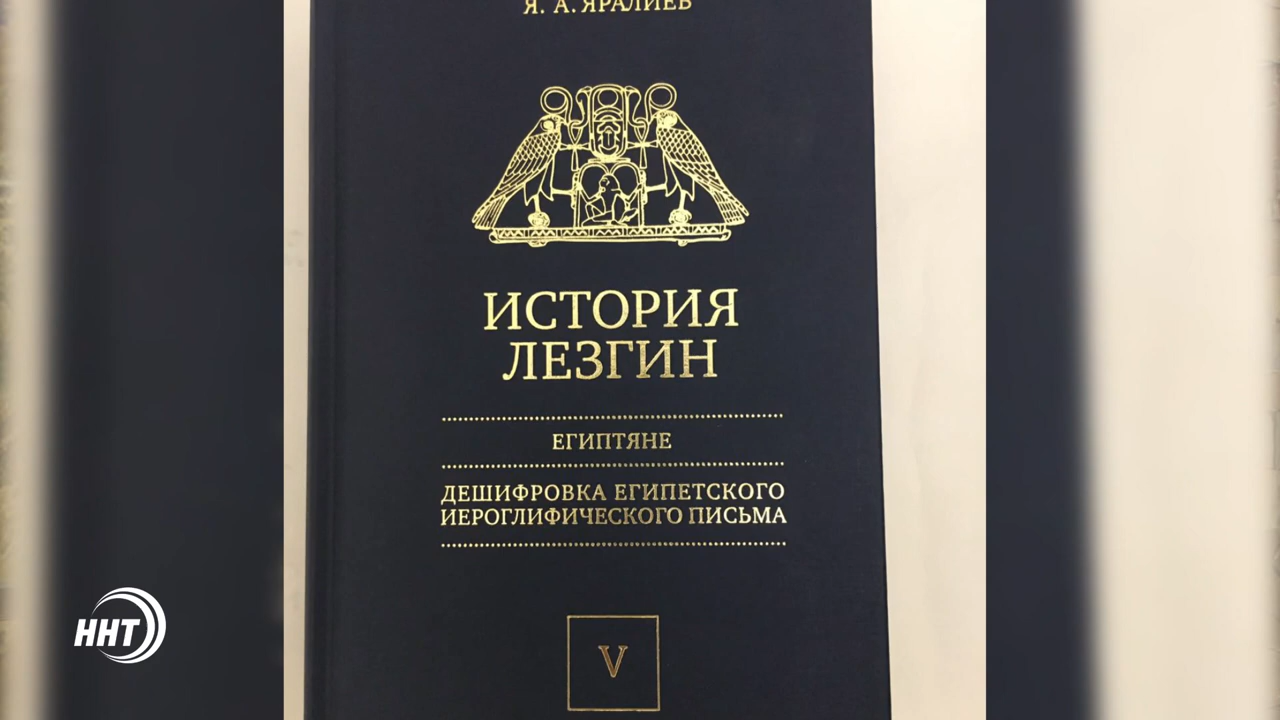 Я. А. ЯРАЛИЕВ
ИСТОРИЯ
ЛЕЗГИН
ЕГИПТЯНЕ
ДЕШИФРОВКА ЕГИПЕТСКОГО
ИЕРОГЛИФИЧЕСКОГО ПИСЬМА
V
ННТ